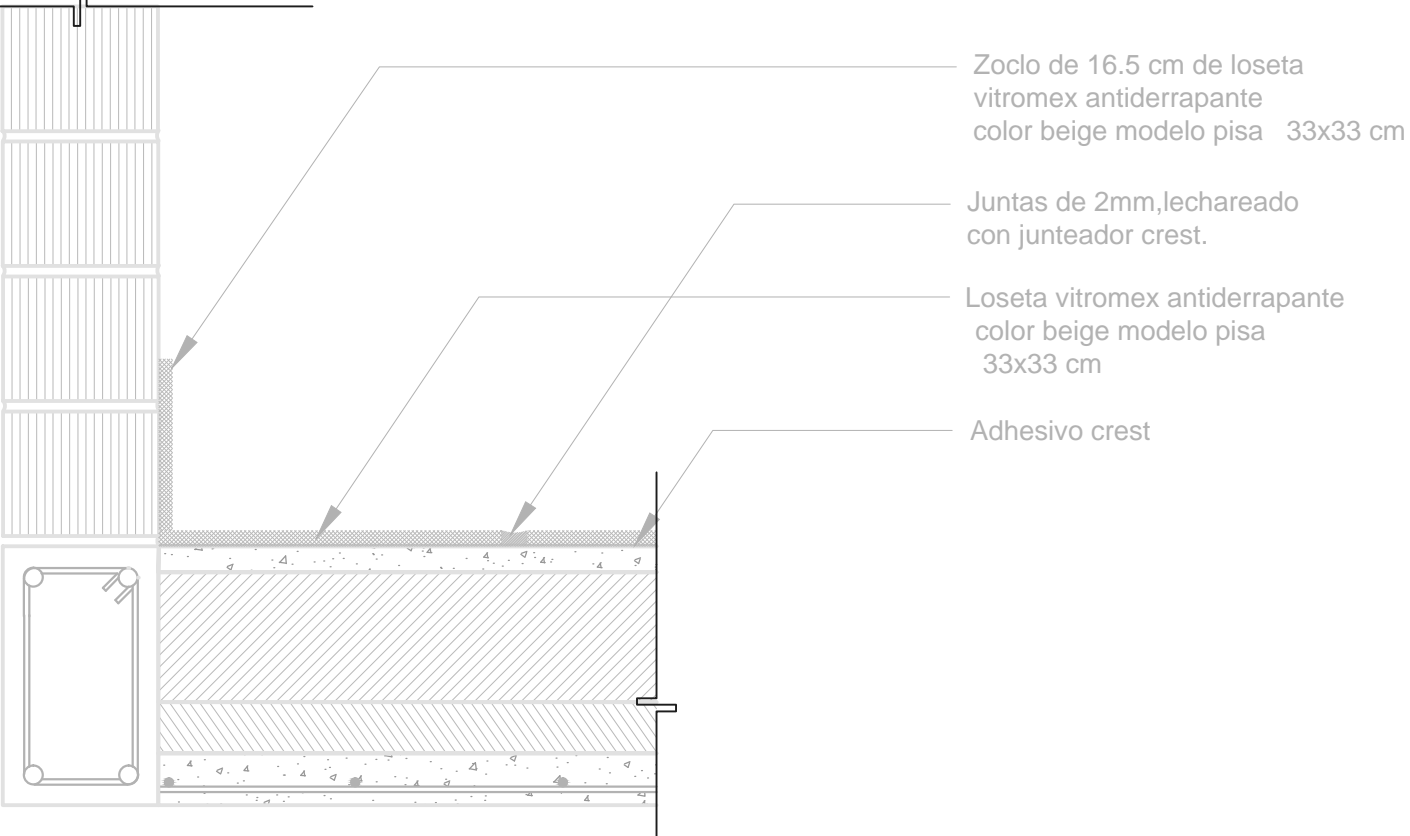 Zoclo de 16.5 cm de loseta
vitromex antiderrapante
color beige modelo pisa 33x33 cm
Juntas de 2mm,lechareado
con junteador crest.
Loseta vitromex antiderrapante
color beige modelo pisa
33x33 cm
Adhesivo crest